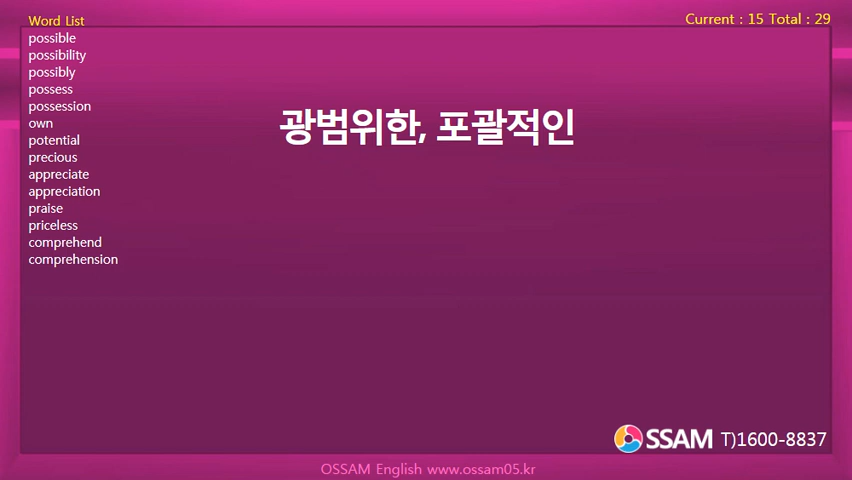 Word List
Current : 15 Total : 29
possible
possibility
possibly
possess
possession
own
potential
precious
appreciate
appreciation
praise
priceless
comprehend
comprehension
광범위한, 포괄적인
OSSAM T)1600-8837
OSSAM English www.ossam05.kr